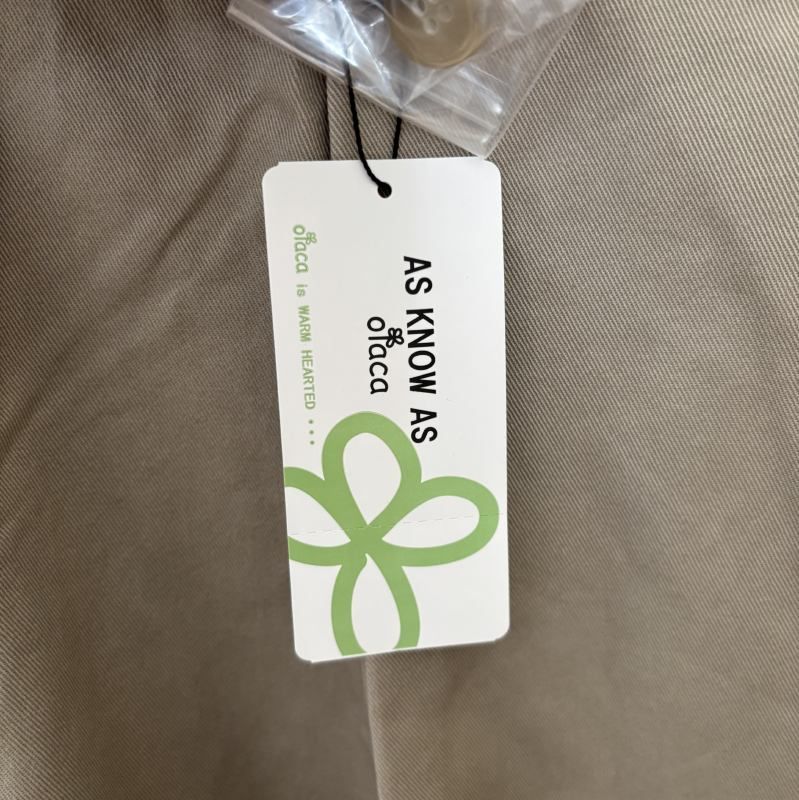 AS KNOW AS
olaca
olaca is WARM HEARTED ...